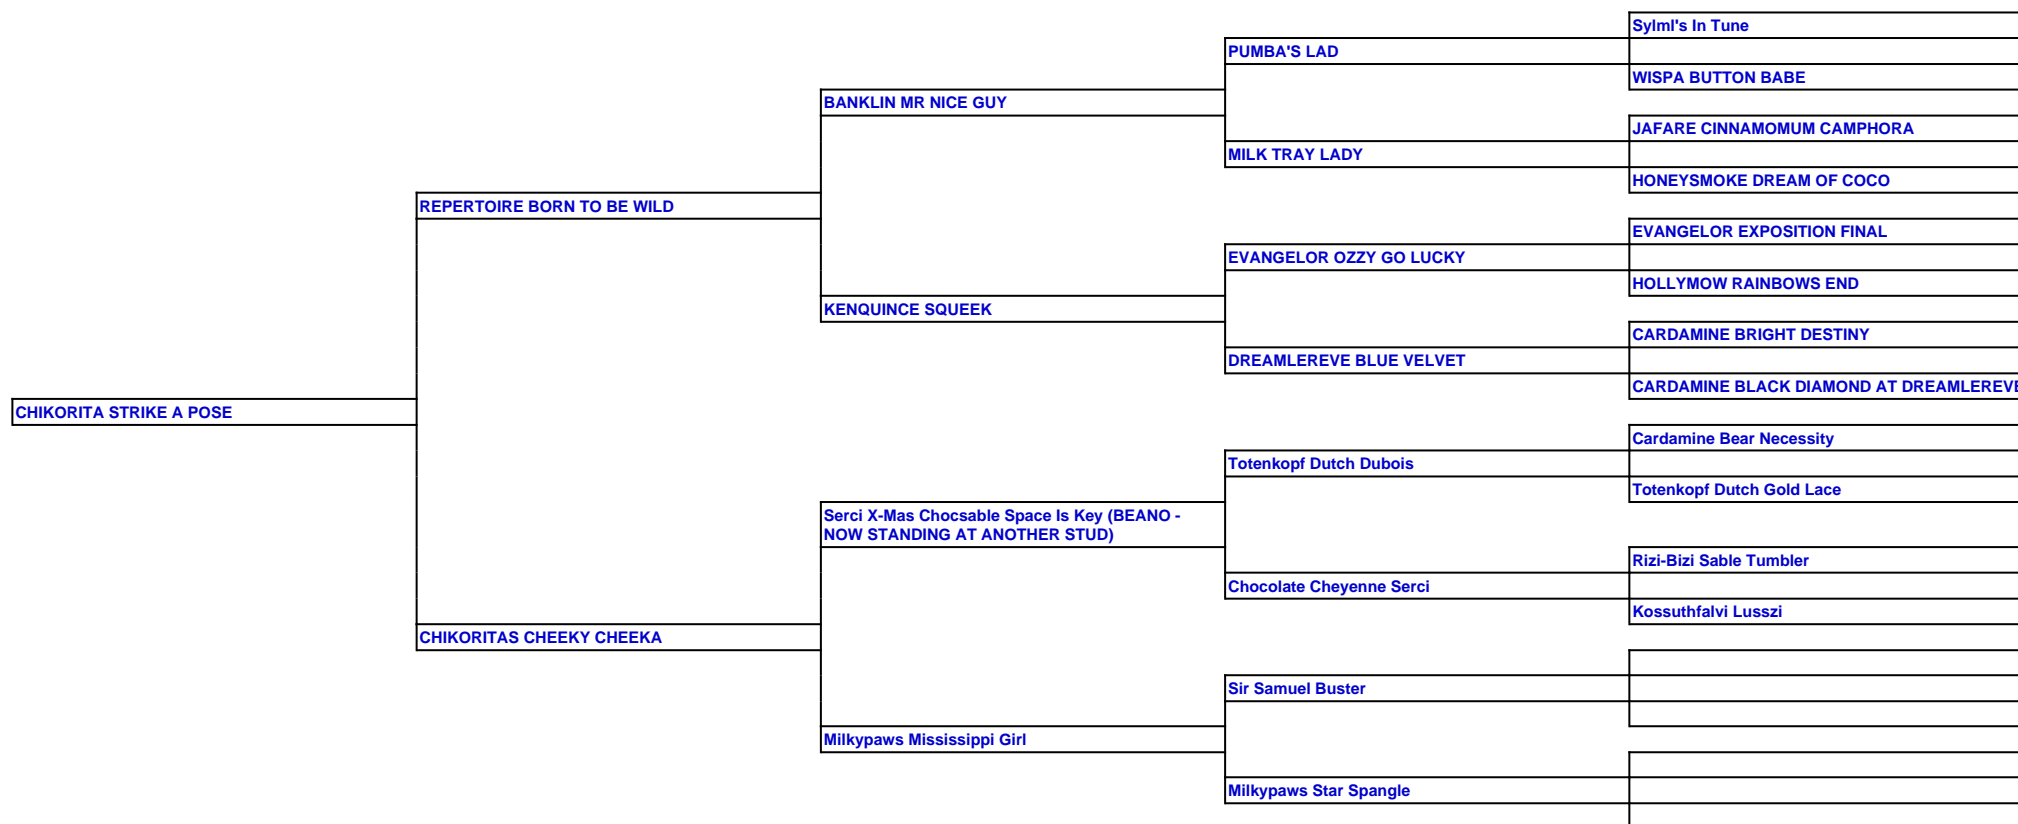 Sylml's In Tune
PUMBA'S LAD
WISPA BUTTON BABE
BANKLIN MR NICE GUY
JAFARE CINNAMOMUM CAMPHORA
MILK TRAY LADY
HONEYSMOKE DREAM OF COCO
REPERTOIRE BORN TO BE WILD
EVANGELOR EXPOSITION FINAL
EVANGELOR OZZY GO LUCKY
HOLLYMOW RAINBOWS END
KENQUINCE SQUEEK
CARDAMINE BRIGHT DESTINY
DREAMLEREVE BLUE VELVET
CARDAMINE BLACK DIAMOND AT DREAMLEREVE
CHIKORITA STRIKE A POSE
Cardamine Bear Necessity
Totenkopf Dutch Dubois
Totenkopf Dutch Gold Lace
Serci X-Mas Chocsable Space Is Key (BEANO -
NOW STANDING AT ANOTHER STUD)
Rizi-Bizi Sable Tumbler
Chocolate Cheyenne Serci
Kossuthfalvi Lusszi
CHIKORITAS CHEEKY CHEEKA
Sir Samuel Buster
Milkypaws Mississippi Girl
Milkypaws Star Spangle